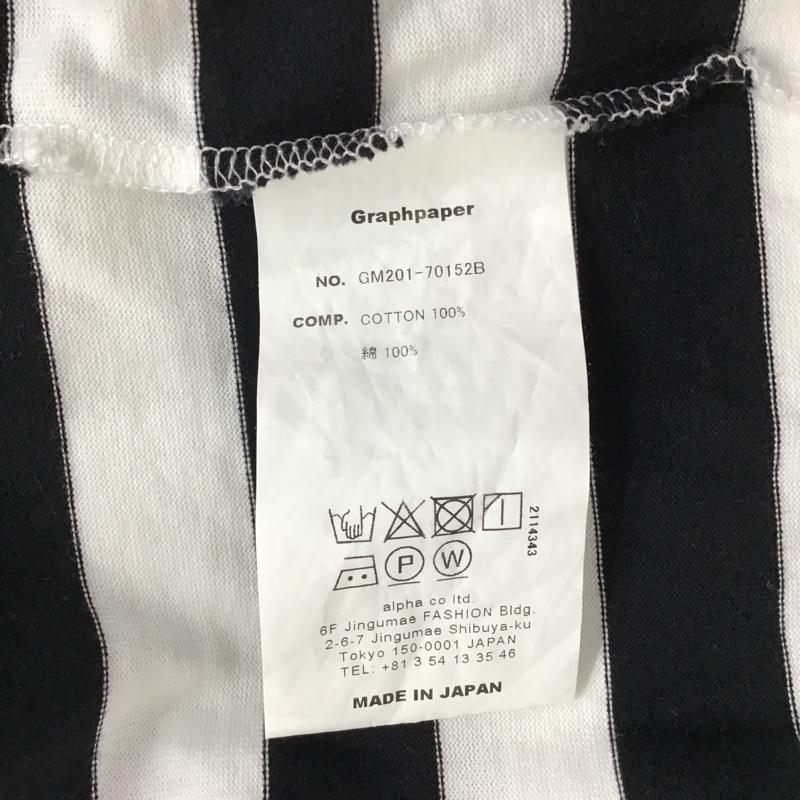 Graphpaper
NO. GM201-70152B
COMP. COTTON 100%
綿 100%
2114343
P W
alpha co ltd.
6F Jingumae FASHION Bldg.
2-6-7 Jingumae Shibuya-ku
Tokyo 150-0001 JAPAN
TEL: +81 3 54 13 35 46
MADE IN JAPAN